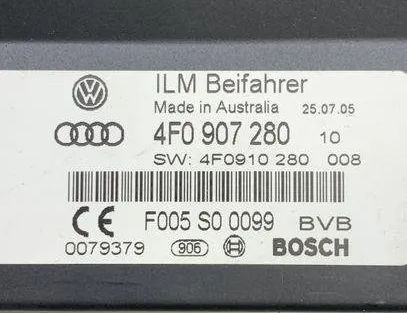 ILM Beifahrer
Made in Australia 25.07.05
4F0 907 280 10
SW: 4F0910 280 008
CE F005 S0 0099 BVB
0079379 906 BOSCH